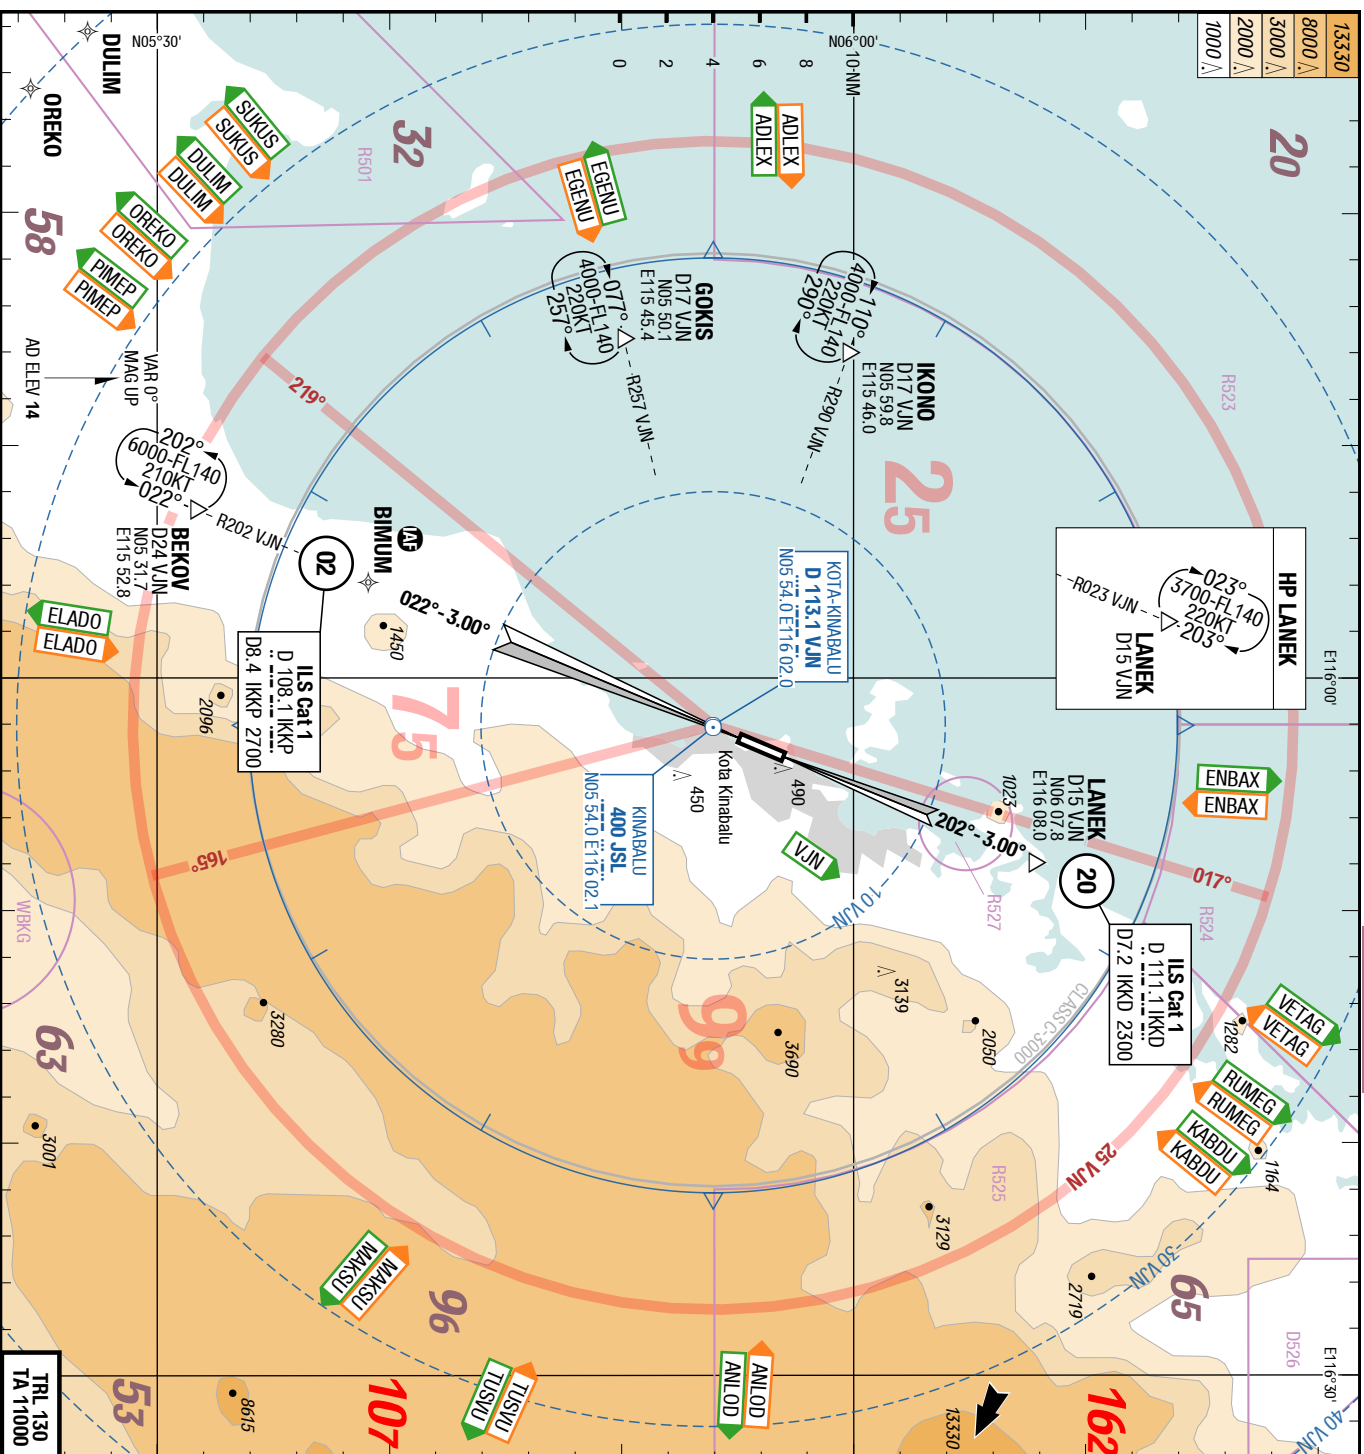 13330
8000
3000
2000
1000
N05°30'
N06°00'
10 NM
8
6
4
2
0
E116°00'
E116°30'
DULIM
OREKO
SUKUS
SUKUS
DULIM
DULIM
OREKO
OREKO
PIMEP
PIMEP
EGENU
EGENU
ADLEX
ADLEX
R501
32
58
20
R523
AD ELEV 14
VAR 0°
MAG UP
GOKIS
D17 VJN
N05 50.1
E115 45.4
077°
4000-FL140
220KT
257°
R257 VJN
IKONO
D17 VJN
N05 59.8
E115 46.0
110°
4000-FL140
220KT
290°
R290 VJN
219°
25
202°
6000-FL140
210KT
022°
R202 VJN
BEKOV
D24 VJN
N05 31.7
E115 52.8
IAF
BIMUM
02
022°-3.00°
1450
ILS Cat 1
D 108.1 IKKP
D8.4 IKKP 2700
2096
75
ELADO
ELADO
KOTA-KINABALU
D 113.1 VJN
N05 54.0 E116 02.0
KINABALU
400 JSL
N05 54.0 E116 02.1
Kota Kinabalu
490
450
VJN
HP LANEK
023°
3700-FL140
220KT
203°
R023 VJN
LANEK
D15 VJN
LANEK
D15 VJN
N06 07.8
E116 08.0
1023
202°-3.00°
20
ILS Cat 1
D 111.1 IKKD
D7.2 IKKD 2300
017°
R524
R527
10 VJN
ENBAX
ENBAX
165°
WBKG
3280
63
3001
99
3690
3139
2050
CLASS C-3000
VETAG
VETAG
1282
RUMEG
RUMEG
KABDU
KABDU
1164
25 VJN
R525
3129
30 VJN
2719
65
D526
40 VJN
MAKSU
MAKSU
96
TUSVU
TUSVU
ANLOD
ANLOD
107
162
13330
8615
53
TRL 130
TA 11000